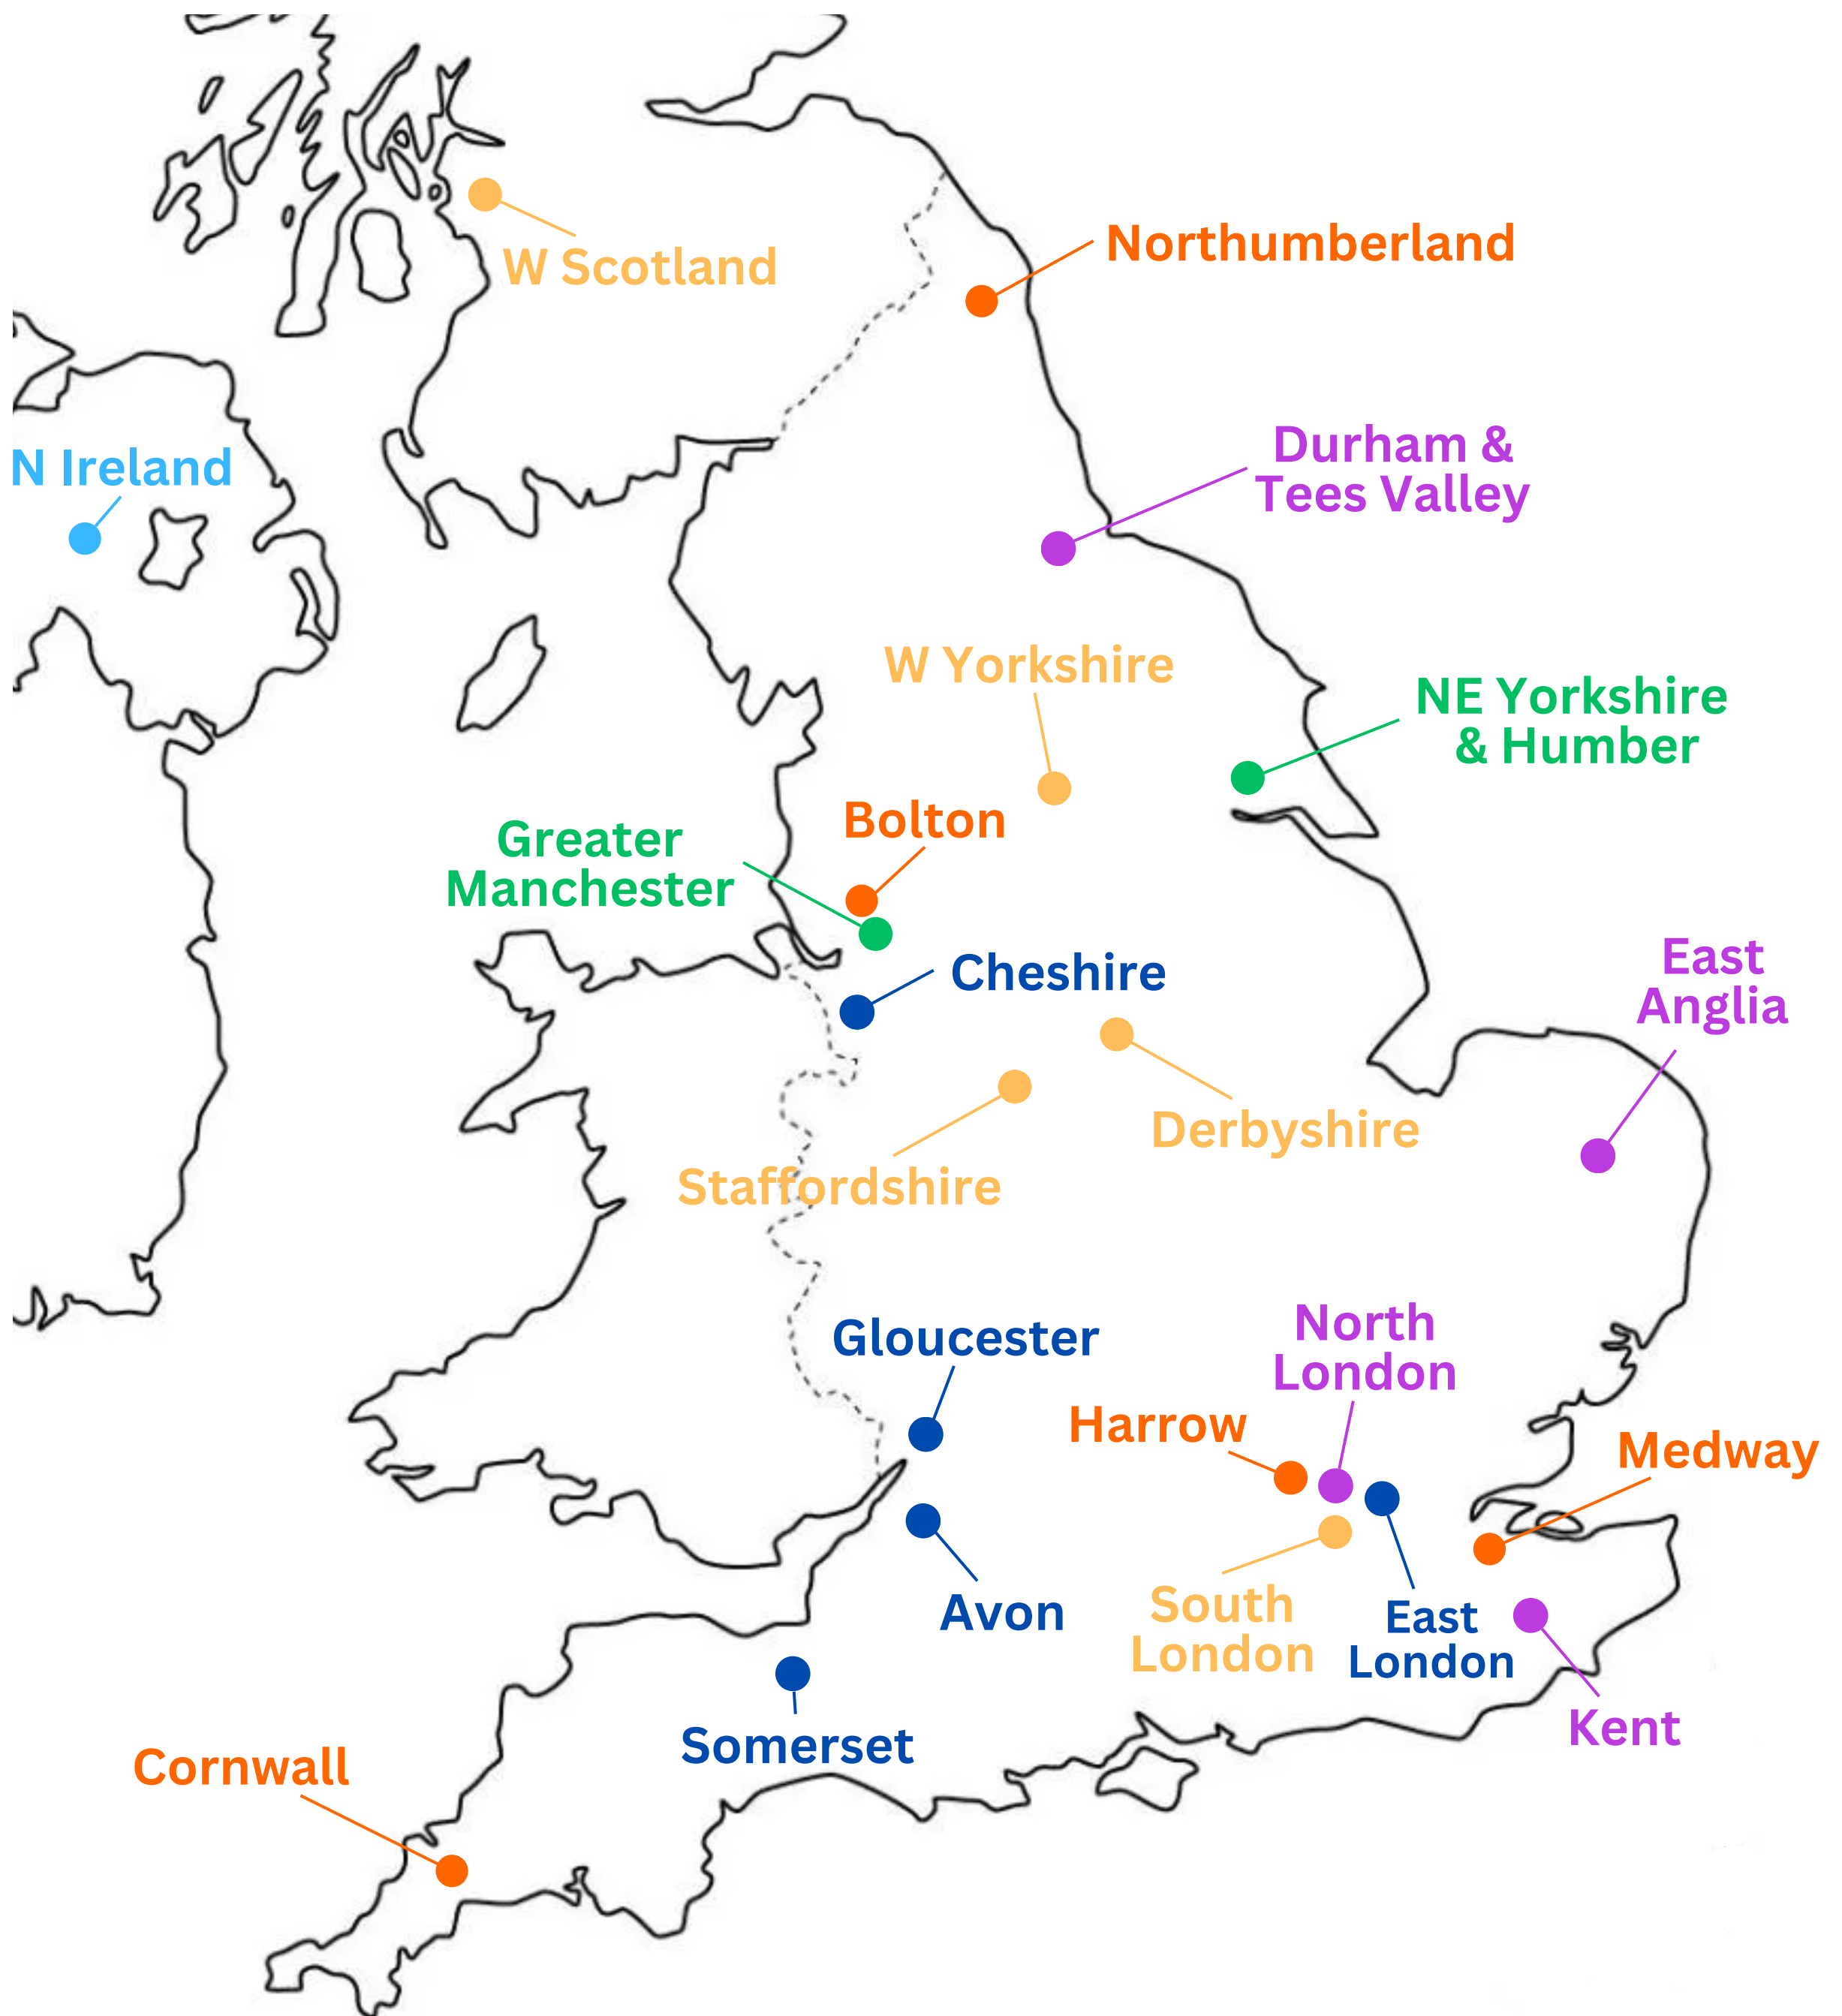 Northumberland
W Scotland
Durham &
Tees Valley
N Ireland
W Yorkshire
NE Yorkshire
& Humber
Bolton
Greater
Manchester
Cheshire
East
Anglia
Derbyshire
Staffordshire
Gloucester
North
London
Harrow
Medway
Avon
South
London
East
London
Kent
Somerset
Cornwall